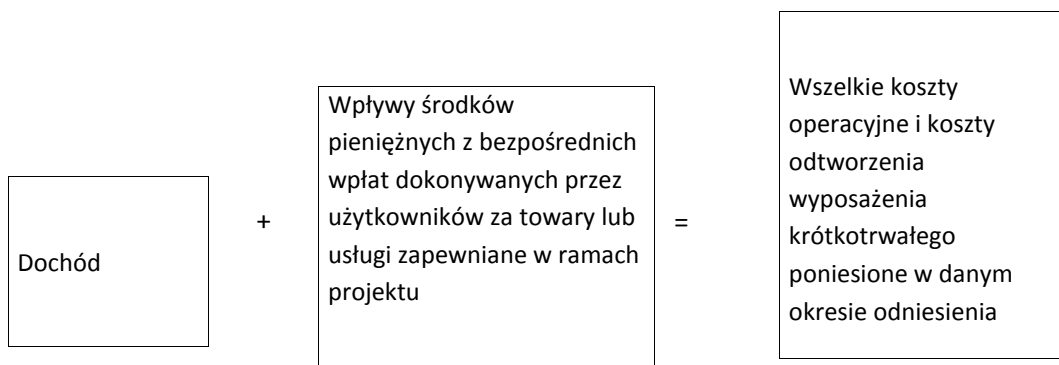 Dochód
+
Wpływy środków
pieniężnych z bezpośrednich
wpłat dokonywanych przez
użytkowników za towary lub
usługi zapewniane w ramach
projektu
=
Wszelkie koszty
operacyjne i koszty
odtworzenia
wyposażenia
krótkotrwałego
poniesione w danym
okresie odniesienia